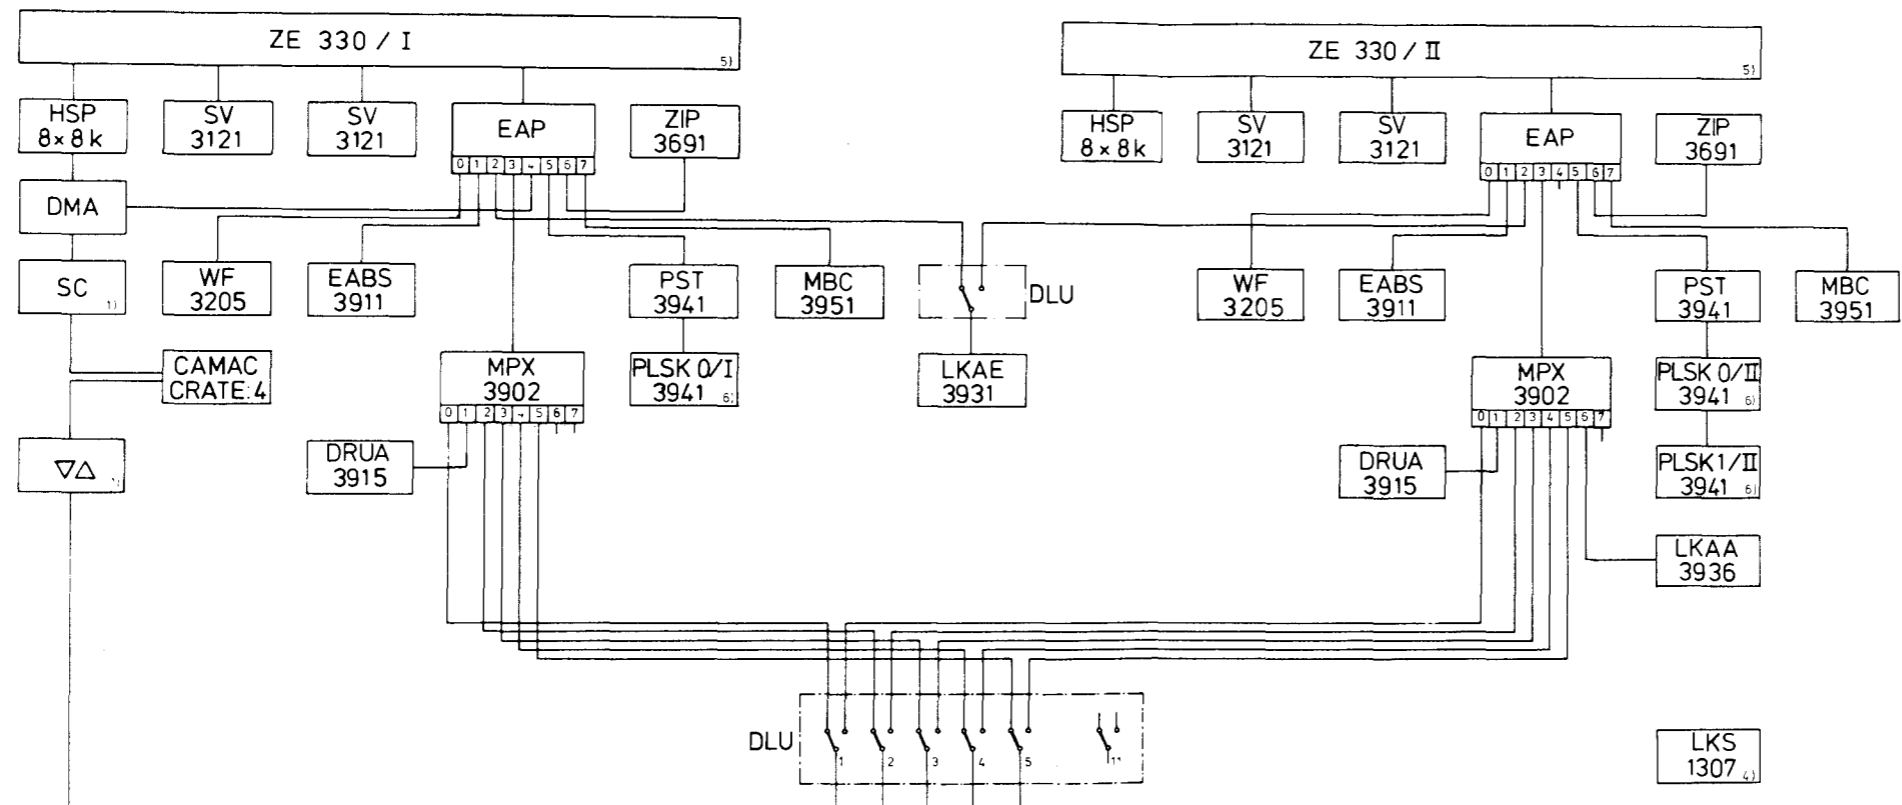 ZE 330 / I
5)
ZE 330 / II
5)
HSP
8×8k
SV
3121
SV
3121
EAP
0 1 2 3 4 5 6 7
ZIP
3691
HSP
8×8k
SV
3121
SV
3121
EAP
0 1 2 3 4 5 6 7
ZIP
3691
DMA
SC
1)
WF
3205
EABS
3911
PST
3941
MBC
3951
DLU
WF
3205
EABS
3911
PST
3941
MBC
3951
CAMAC
CRATE:4
MPX
3902
0 1 2 3 4 5 6 7
PLSK 0/I
3941 6)
LKAE
3931
MPX
3902
0 1 2 3 4 5 6 7
PLSK 0/II
3941 6)
▽△
DRUA
3915
DRUA
3915
PLSK 1/II
3941 6)
LKAA
3936
DLU
1 2 3 4 5 11
LKS
1307 4)